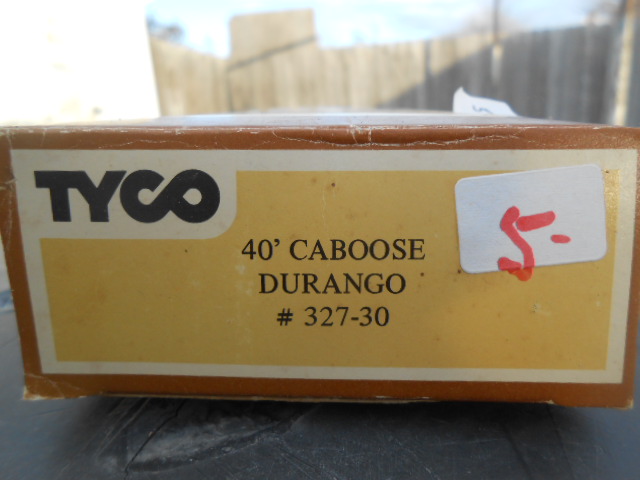 TYCO
40' CABOOSE
DURANGO
# 327-30
5-